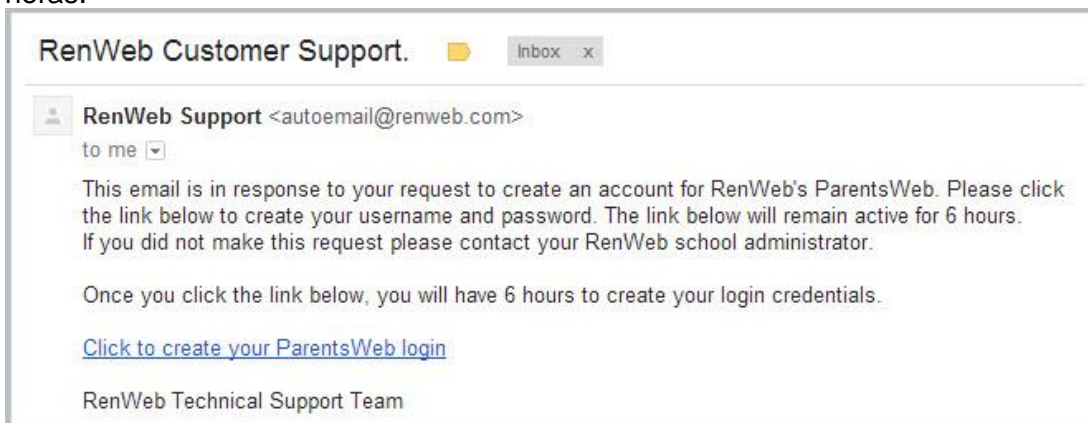 RenWeb Customer Support. Inbox x
RenWeb Support <autoemail@renweb.com>
to me
This email is in response to your request to create an account for RenWeb's ParentsWeb. Please click
the link below to create your username and password. The link below will remain active for 6 hours.
If you did not make this request please contact your RenWeb school administrator.
Once you click the link below, you will have 6 hours to create your login credentials.
Click to create your ParentsWeb login
RenWeb Technical Support Team